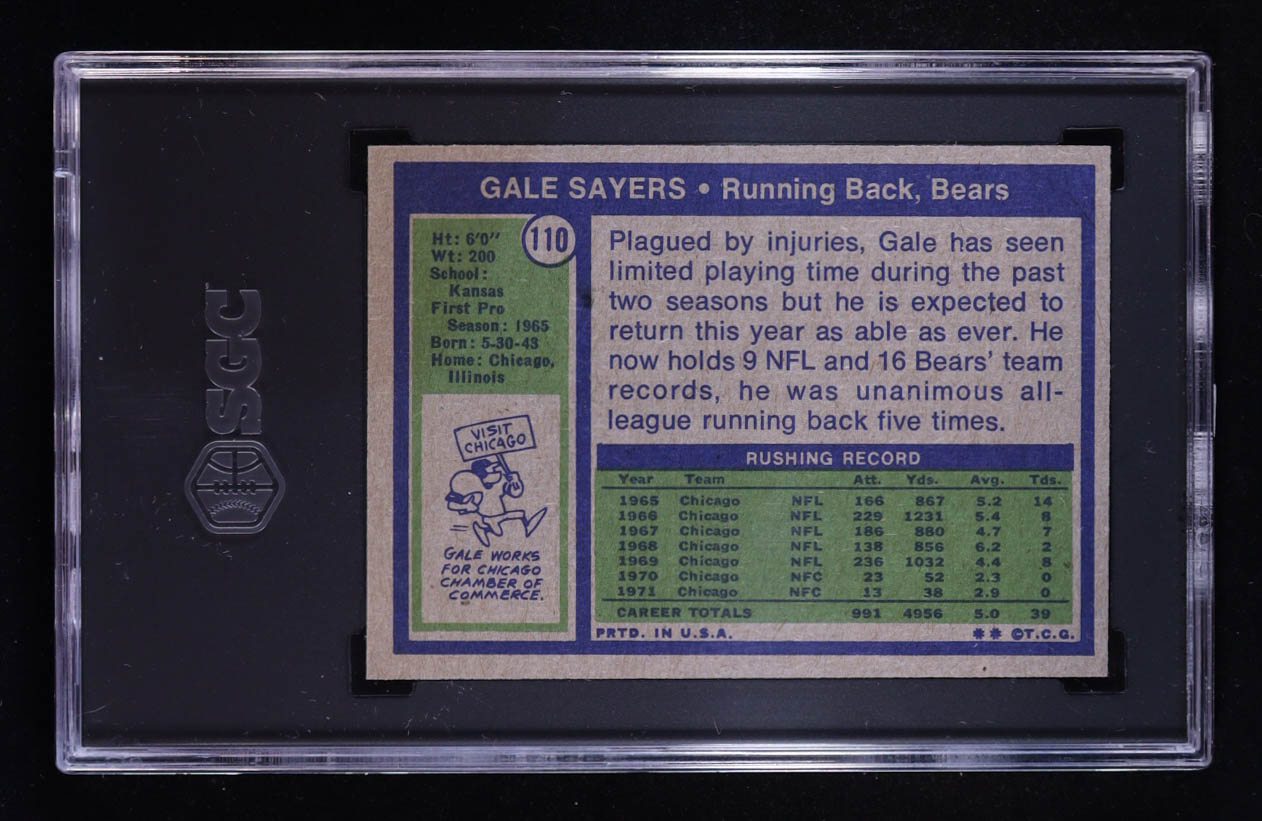 GALE SAYERS • Running Back, Bears
110
Ht: 6'0"
Wt: 200
School:
Kansas
First Pro
Season: 1965
Born: 5-30-43
Home: Chicago,
Illinois
VISIT
CHICAGO
GALE WORKS
FOR CHICAGO
CHAMBER OF
COMMERCE.
Plagued by injuries, Gale has seen
limited playing time during the past
two seasons but he is expected to
return this year as able as ever. He
now holds 9 NFL and 16 Bears' team
records, he was unanimous all-
league running back five times.
RUSHING RECORD
Year Team Att. Yds. Avg. Tds.
1965 Chicago NFL 166 867 5.2 14
1966 Chicago NFL 229 1231 5.4 8
1967 Chicago NFL 186 880 4.7 7
1968 Chicago NFL 138 856 6.2 2
1969 Chicago NFL 236 1032 4.4 8
1970 Chicago NFC 23 52 2.3 0
1971 Chicago NFC 13 38 2.9 0
CAREER TOTALS 991 4956 5.0 39
PRTD. IN U.S.A. ** ©T.C.G.
SGC